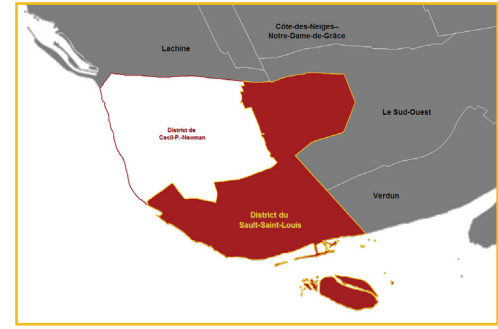 Côte-des-Neiges–
Notre-Dame-de-Grâce
Lachine
Le Sud-Ouest
District de
Cecil-P.-Newman
Verdun
District du
Sault-Saint-Louis